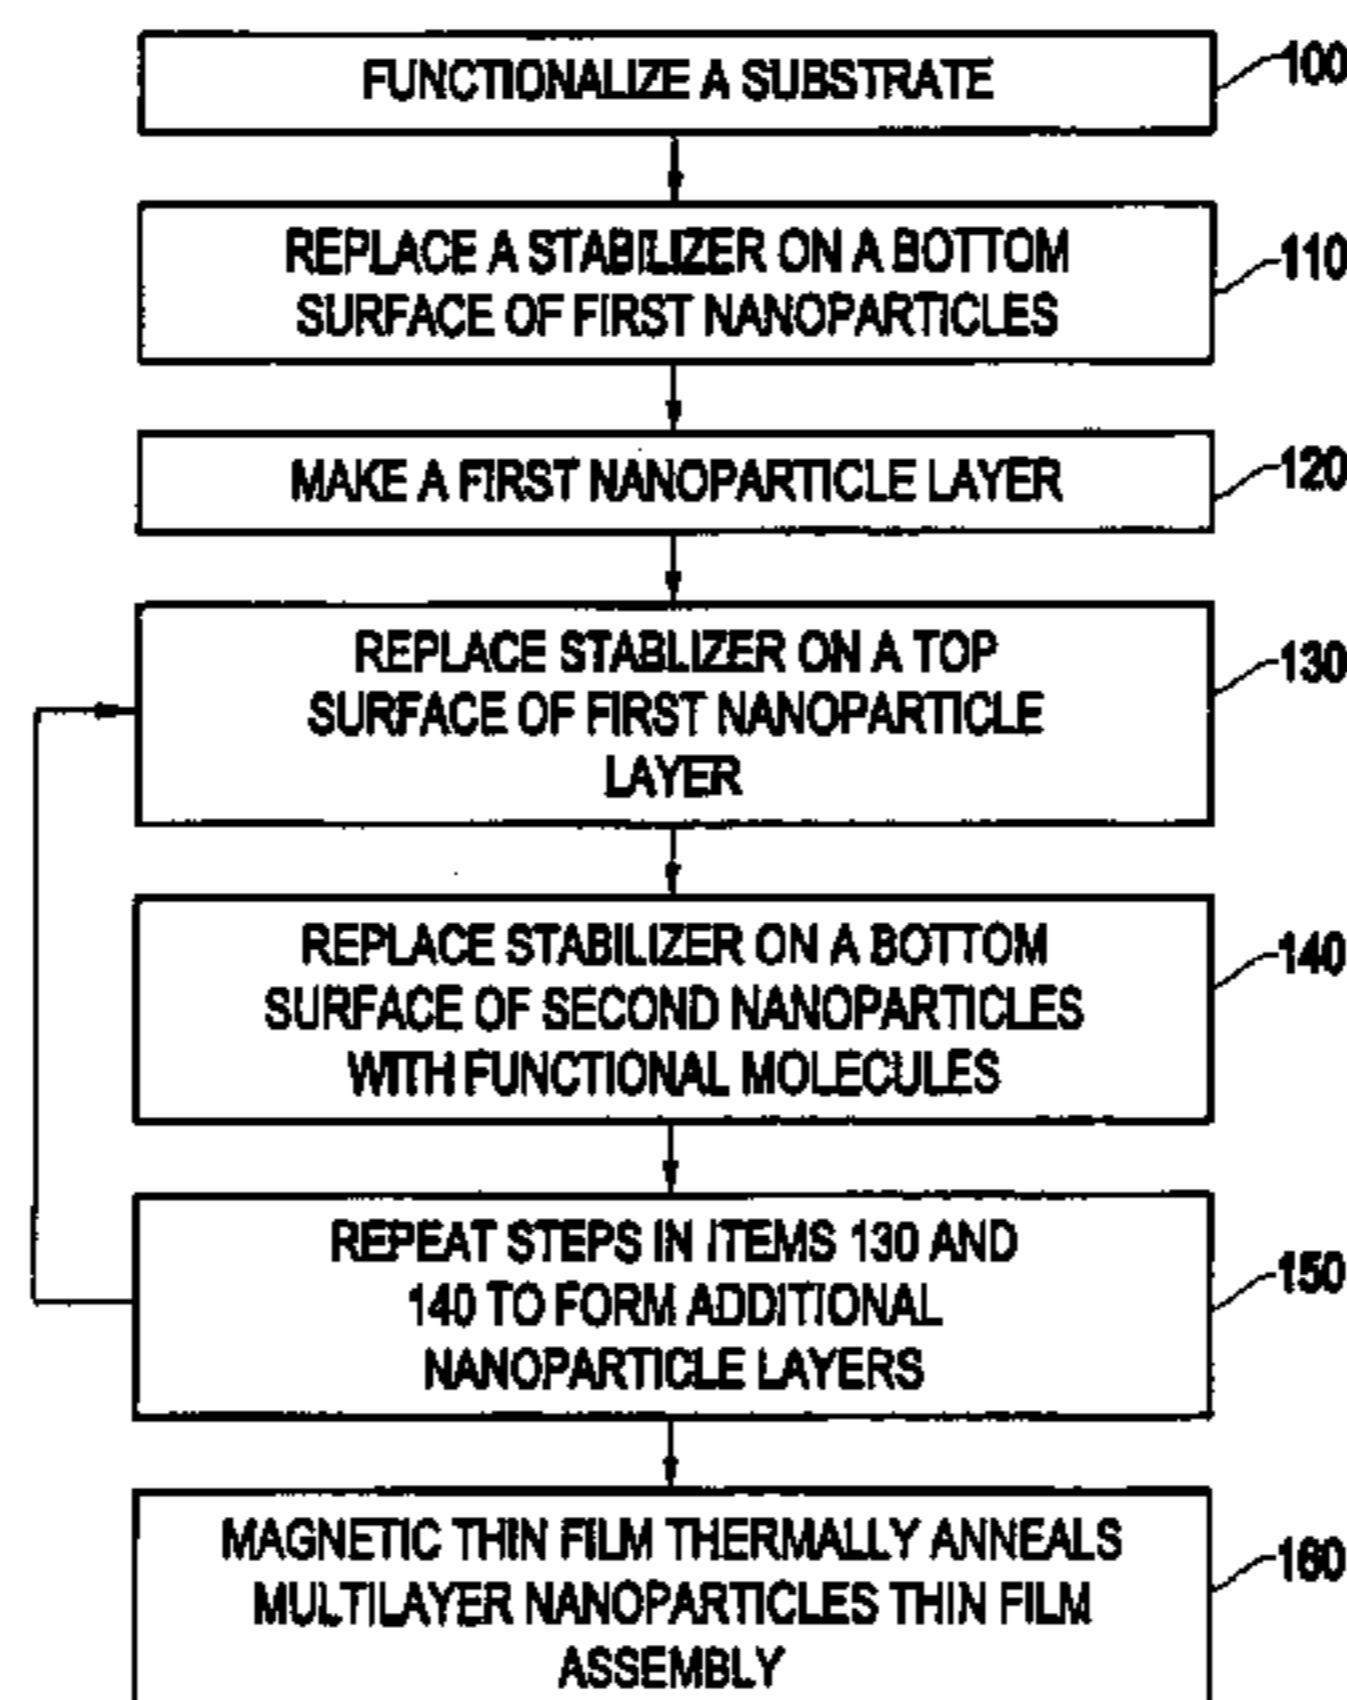 FUNCTIONALIZE A SUBSTRATE
100
REPLACE A STABILIZER ON A BOTTOM
SURFACE OF FIRST NANOPARTICLES
110
MAKE A FIRST NANOPARTICLE LAYER
120
REPLACE STABLIZER ON A TOP
SURFACE OF FIRST NANOPARTICLE
LAYER
130
REPLACE STABILIZER ON A BOTTOM
SURFACE OF SECOND NANOPARTICLES
WITH FUNCTIONAL MOLECULES
140
REPEAT STEPS IN ITEMS 130 AND
140 TO FORM ADDITIONAL
NANOPARTICLE LAYERS
150
MAGNETIC THIN FILM THERMALLY ANNEALS
MULTILAYER NANOPARTICLES THIN FILM
ASSEMBLY
160